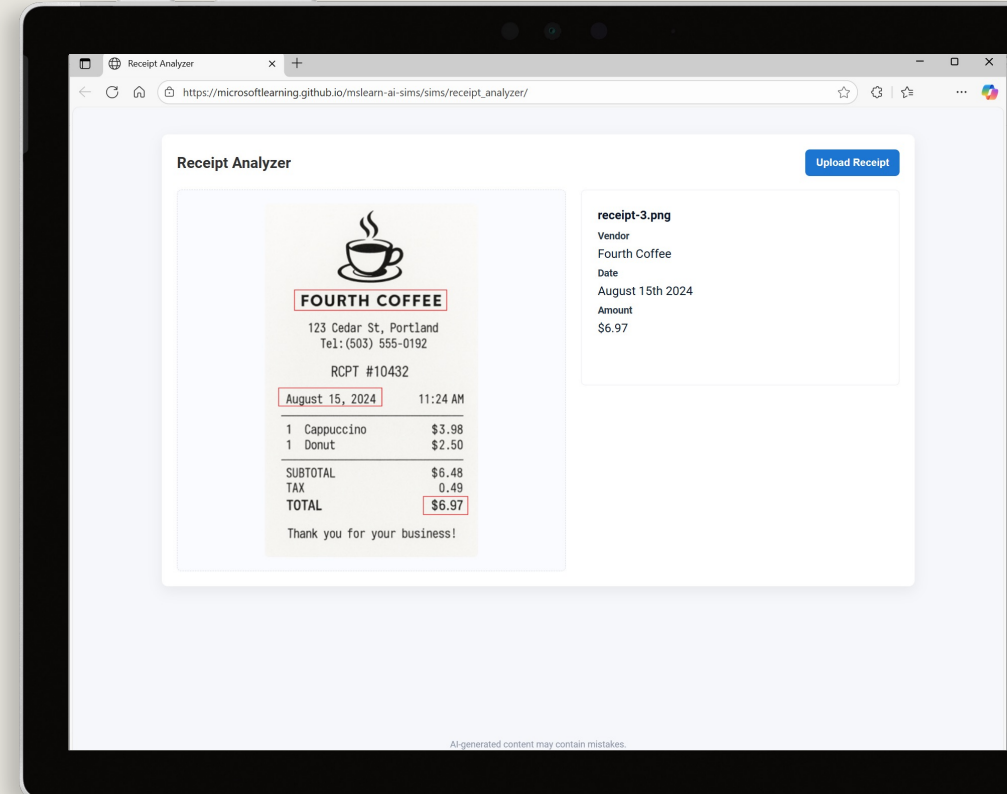 Receipt Analyzer
https://microsoftlearning.github.io/mslearn-ai-sims/sims/receipt_analyzer/
Receipt Analyzer
Upload Receipt
FOURTH COFFEE
123 Cedar St, Portland
Tel:(503) 555-0192
RCPT #10432
August 15, 2024 11:24 AM
1 Cappuccino $3.98
1 Donut $2.50
SUBTOTAL $6.48
TAX 0.49
TOTAL $6.97
Thank you for your business!
receipt-3.png
Vendor
Fourth Coffee
Date
August 15th 2024
Amount
$6.97
AI-generated content may contain mistakes.